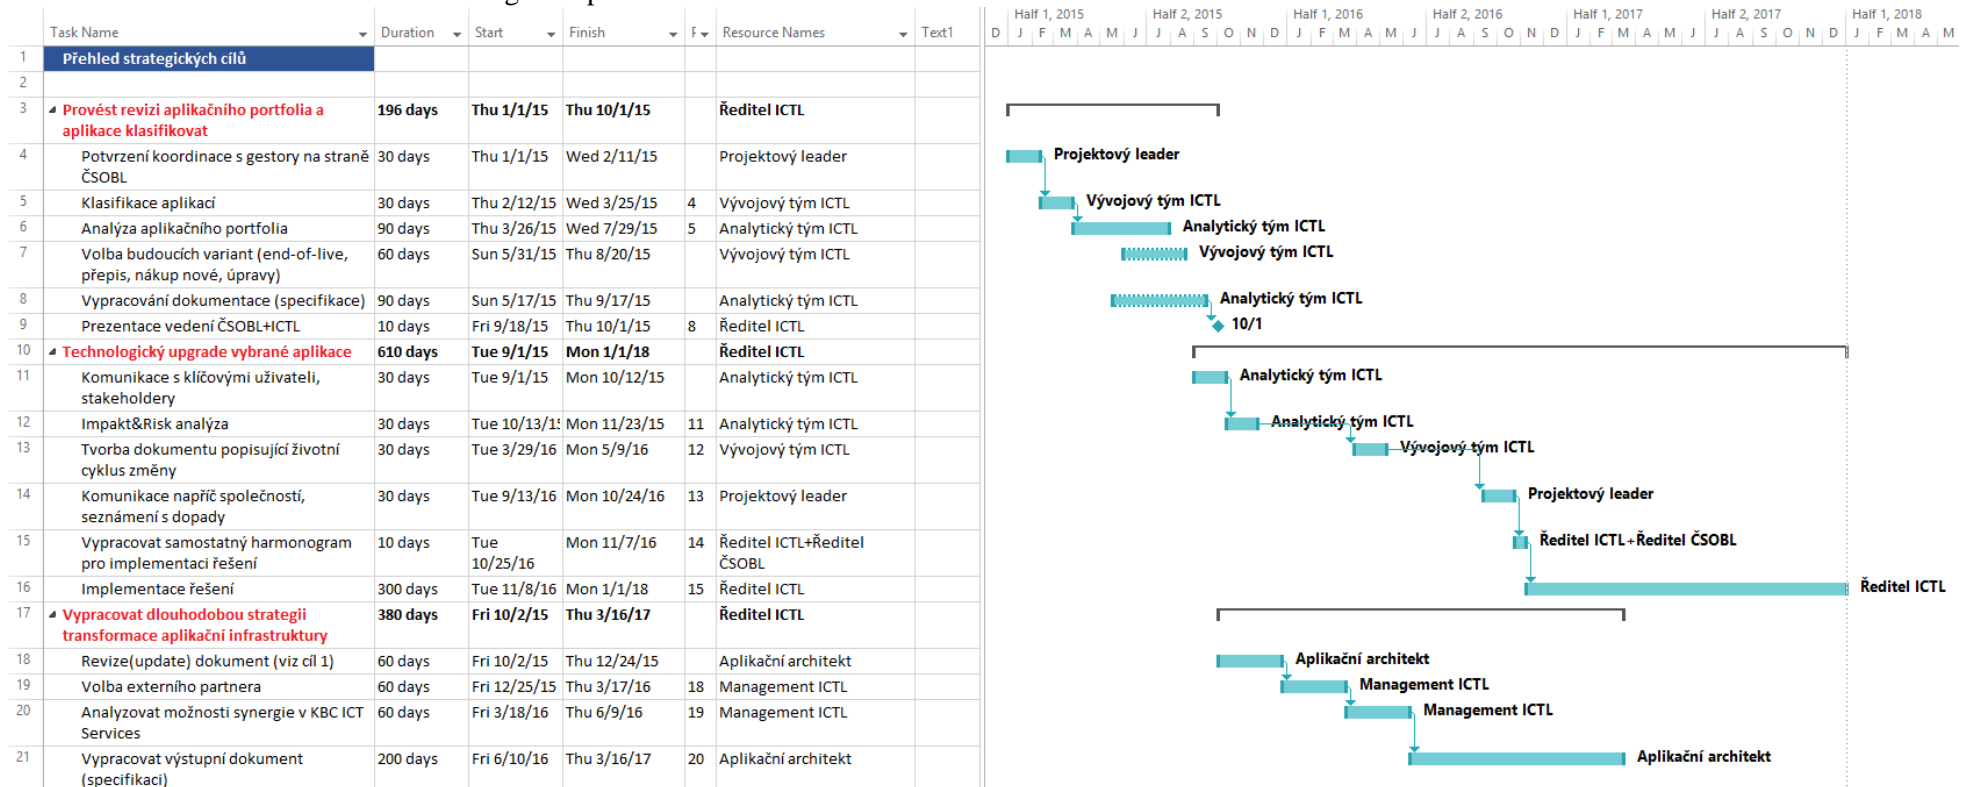 Half 1, 2015 Half 2, 2015 Half 1, 2016 Half 2, 2016 Half 1, 2017 Half 2, 2017 Half 1, 2018
Task Name Duration Start Finish Resource Names Text1 D J F M A M J J A S O N D J F M A M J J A S O N D J F M A M J J A S O N D J F M A M
1 Přehled strategických cílů
2
3 Provést revizi aplikačního portfolia a 196 days Thu 1/1/15 Thu 10/1/15 Ředitel ICTL
aplikace klasifikovat
4 Potvrzení koordinace s gestory na straně 30 days Thu 1/1/15 Wed 2/11/15 Projektový leader Projektový leader
ČSOBL
5 Klasifikace aplikací 30 days Thu 2/12/15 Wed 3/25/15 4 Vývojový tým ICTL Vývojový tým ICTL
6 Analýza aplikačního portfolia 90 days Thu 3/26/15 Wed 7/29/15 5 Analytický tým ICTL Analytický tým ICTL
7 Volba budoucích variant (end-of-live, 60 days Sun 5/31/15 Thu 8/20/15 Vývojový tým ICTL Vývojový tým ICTL
přepis, nákup nové, úpravy)
8 Vypracování dokumentace (specifikace) 90 days Sun 5/17/15 Thu 9/17/15 Analytický tým ICTL Analytický tým ICTL
9 Prezentace vedení ČSOBL+ICTL 10 days Fri 9/18/15 Thu 10/1/15 8 Ředitel ICTL 10/1
10 Technologický upgrade vybrané aplikace 610 days Tue 9/1/15 Mon 1/1/18 Ředitel ICTL
11 Komunikace s klíčovými uživateli, 30 days Tue 9/1/15 Mon 10/12/15 Analytický tým ICTL Analytický tým ICTL
stakeholdery
12 Impakt&Risk analýza 30 days Tue 10/13/1 Mon 11/23/15 11 Analytický tým ICTL Analytický tým ICTL
13 Tvorba dokumentu popisující životní 30 days Tue 3/29/16 Mon 5/9/16 12 Vývojový tým ICTL Vývojový tým ICTL
cyklus změny
14 Komunikace napříč společností, 30 days Tue 9/13/16 Mon 10/24/16 13 Projektový leader Projektový leader
seznámení s dopady
15 Vypracovat samostatný harmonogram 10 days Tue Mon 11/7/16 14 Ředitel ICTL+Ředitel Ředitel ICTL+Ředitel ČSOBL
pro implementaci řešení 10/25/16 ČSOBL
16 Implementace řešení 300 days Tue 11/8/16 Mon 1/1/18 15 Ředitel ICTL Ředitel ICTL
17 Vypracovat dlouhodobou strategii 380 days Fri 10/2/15 Thu 3/16/17 Ředitel ICTL
transformace aplikační infrastruktury
18 Revize(update) dokument (viz cíl 1) 60 days Fri 10/2/15 Thu 12/24/15 Aplikační architekt Aplikační architekt
19 Volba externího partnera 60 days Fri 12/25/15 Thu 3/17/16 18 Management ICTL Management ICTL
20 Analyzovat možnosti synergie v KBC ICT 60 days Fri 3/18/16 Thu 6/9/16 19 Management ICTL Management ICTL
Services
21 Vypracovat výstupní dokument 200 days Fri 6/10/16 Thu 3/16/17 20 Aplikační architekt Aplikační architekt
(specifikaci)